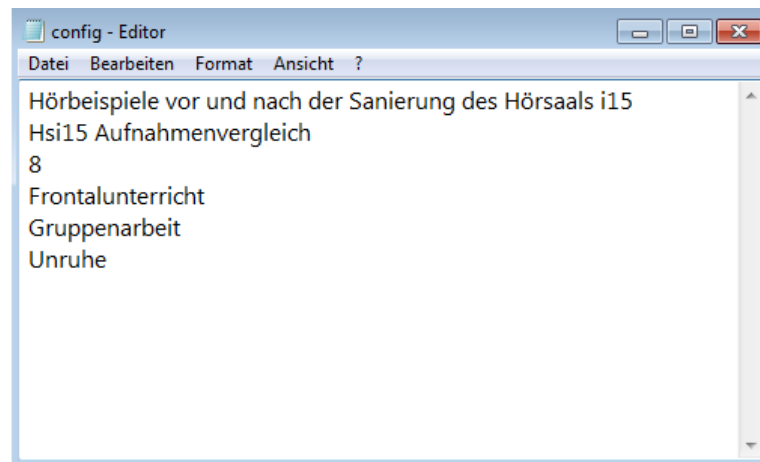 config - Editor
Datei Bearbeiten Format Ansicht ?
Hörbeispiele vor und nach der Sanierung des Hörsaals i15
Hsi15 Aufnahmenvergleich
8
Frontalunterricht
Gruppenarbeit
Unruhe